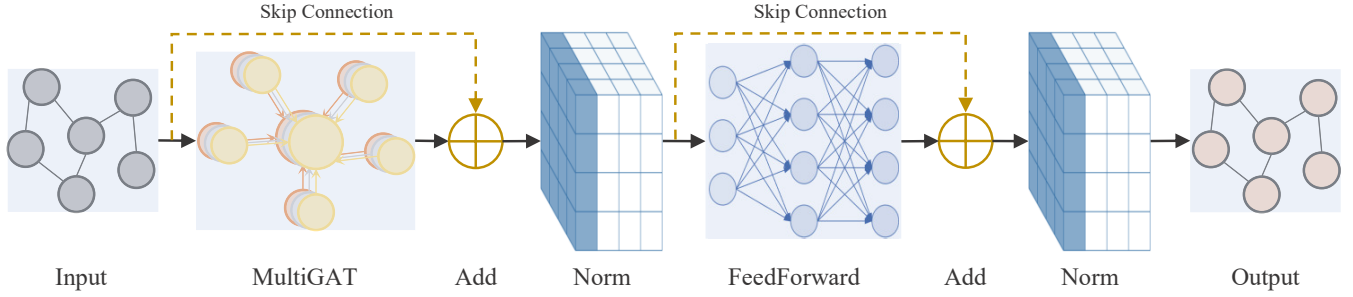 Skip Connection
Skip Connection
Input
MultiGAT
Add
Norm
FeedForward
Add
Norm
Output